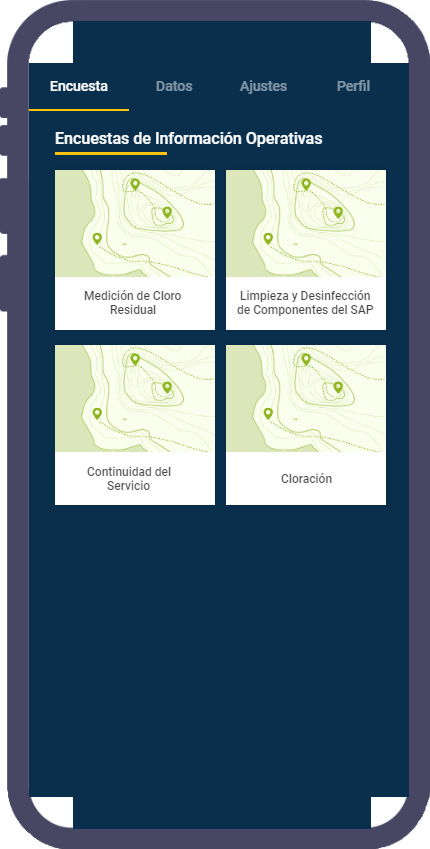 Encuesta Datos Ajustes Perfil
Encuestas de Información Operativas
Medición de Cloro
Residual
Limpieza y Desinfección
de Componentes del SAP
Continuidad del
Servicio
Cloración